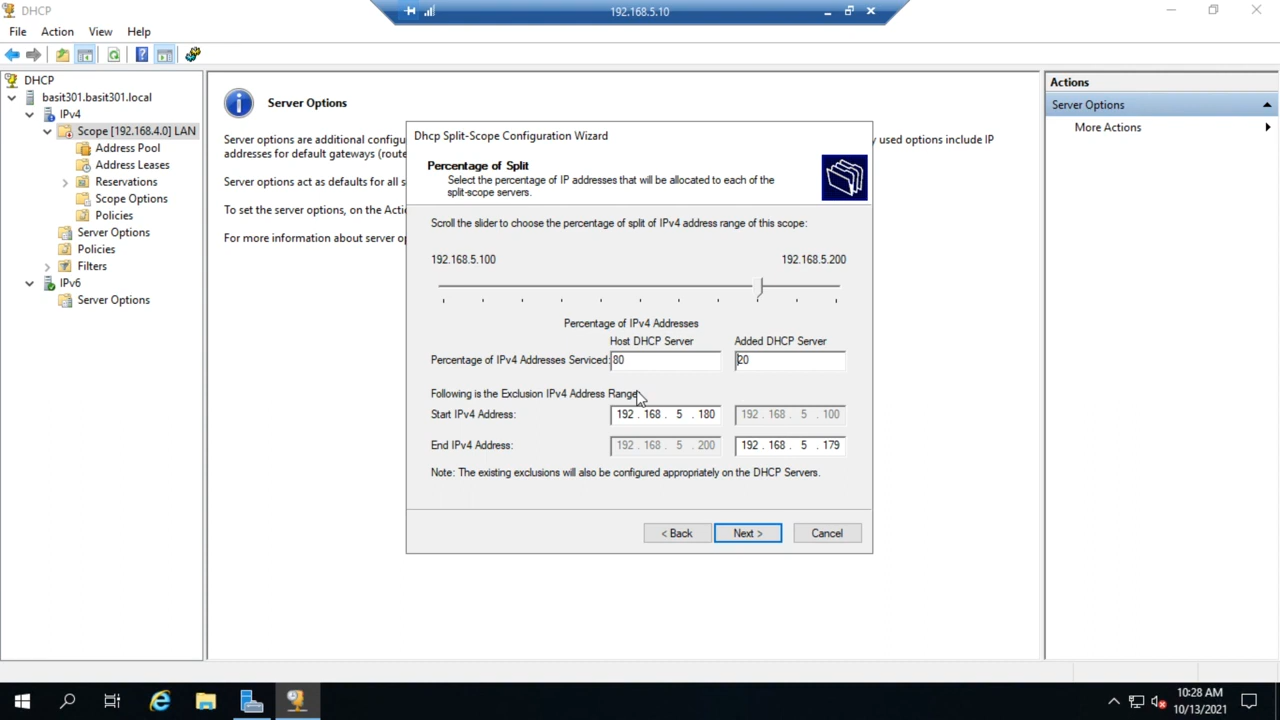 DHCP
192.168.5.10
File Action View Help
DHCP
basit301.basit301.local
IPv4
Scope [192.168.4.0] LAN
Address Pool
Address Leases
Reservations
Scope Options
Policies
Server Options
Policies
Filters
IPv6
Server Options
Server Options
Server options are additional configu
y used options include IP
addresses for default gateways (route
Server options act as defaults for all s
To set the server options, on the Actio
For more information about server op
Dhcp Split-Scope Configuration Wizard
Percentage of Split
Select the percentage of IP addresses that will be allocated to each of the
split-scope servers.
Scroll the slider to choose the percentage of split of IPv4 address range of this scope:
192.168.5.100 192.168.5.200
Percentage of IPv4 Addresses
Host DHCP Server Added DHCP Server
Percentage of IPv4 Addresses Serviced: 80 20
Following is the Exclusion IPv4 Address Range
Start IPv4 Address: 192 . 168 . 5 . 180 192 . 168 . 5 . 100
End IPv4 Address: 192 . 168 . 5 . 200 192 . 168 . 5 . 179
Note: The existing exclusions will also be configured appropriately on the DHCP Servers.
< Back Next > Cancel
Actions
Server Options
More Actions
10:28 AM
10/13/2021